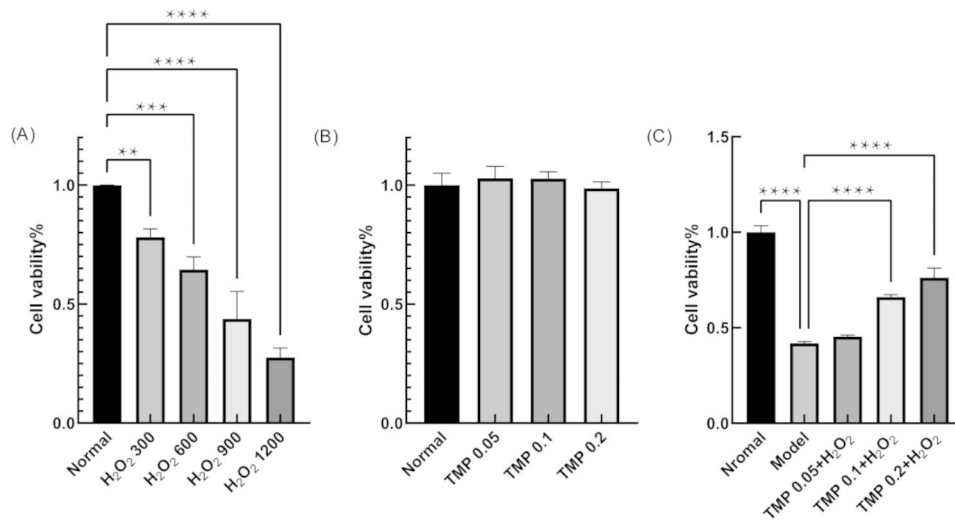 (A)
****
****
***
**
Cell vability%
1.0
0.5
0.0
Normal
H₂O₂ 300
H₂O₂ 600
H₂O₂ 900
H₂O₂ 1200
(B)
Cell vability%
1.0
0.5
0.0
Normal
TMP 0.05
TMP 0.1
TMP 0.2
(C)
****
**** ****
Cell vability%
1.5
1.0
0.5
0.0
Nromal
Model
TMP 0.05+H₂O₂
TMP 0.1+H₂O₂
TMP 0.2+H₂O₂